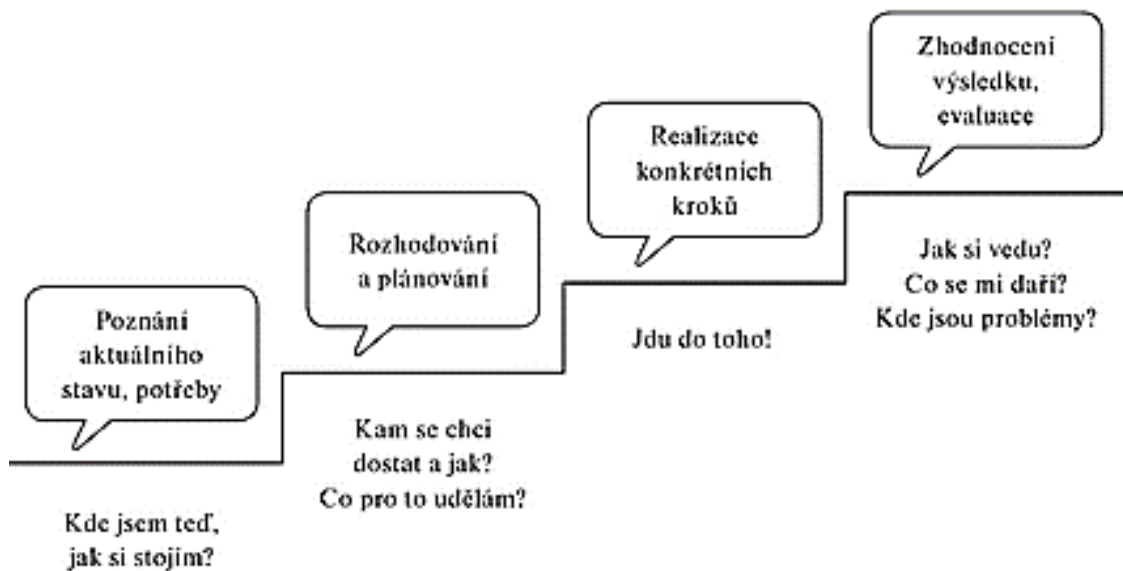 Poznání
aktuálního
stavu, potřeby
Kde jsem teď,
jak si stojím?
Rozhodování
a plánování
Kam se chci
dostat a jak?
Co pro to udělám?
Realizace
konkrétních
kroků
Jdu do toho!
Zhodnocení
výsledku,
evaluace
Jak si vedu?
Co se mi daří?
Kde jsou problémy?